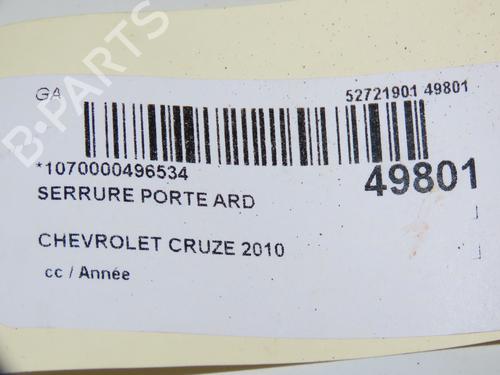 GA
52721901 49801
*1070000496534
49801
SERRURE PORTE ARD
CHEVROLET CRUZE 2010
cc / Année
B-PARTS